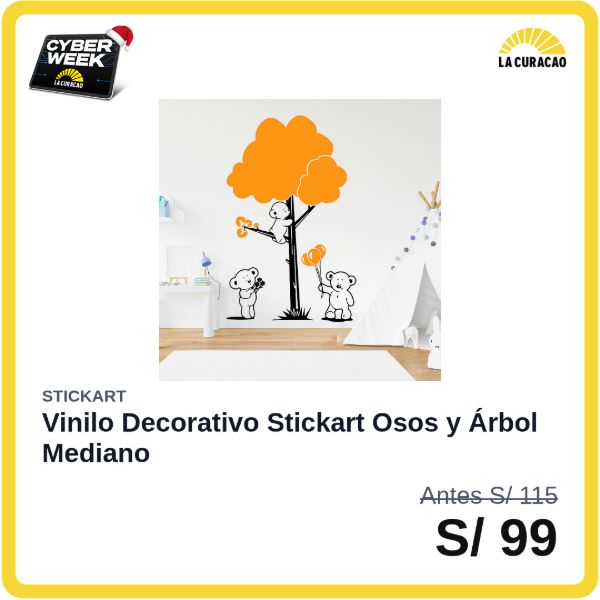 CYBER
WEEK
LA CURACAO
LA CURACAO
STICKART
Vinilo Decorativo Stickart Osos y Árbol
Mediano
Antes S/ 115
S/ 99